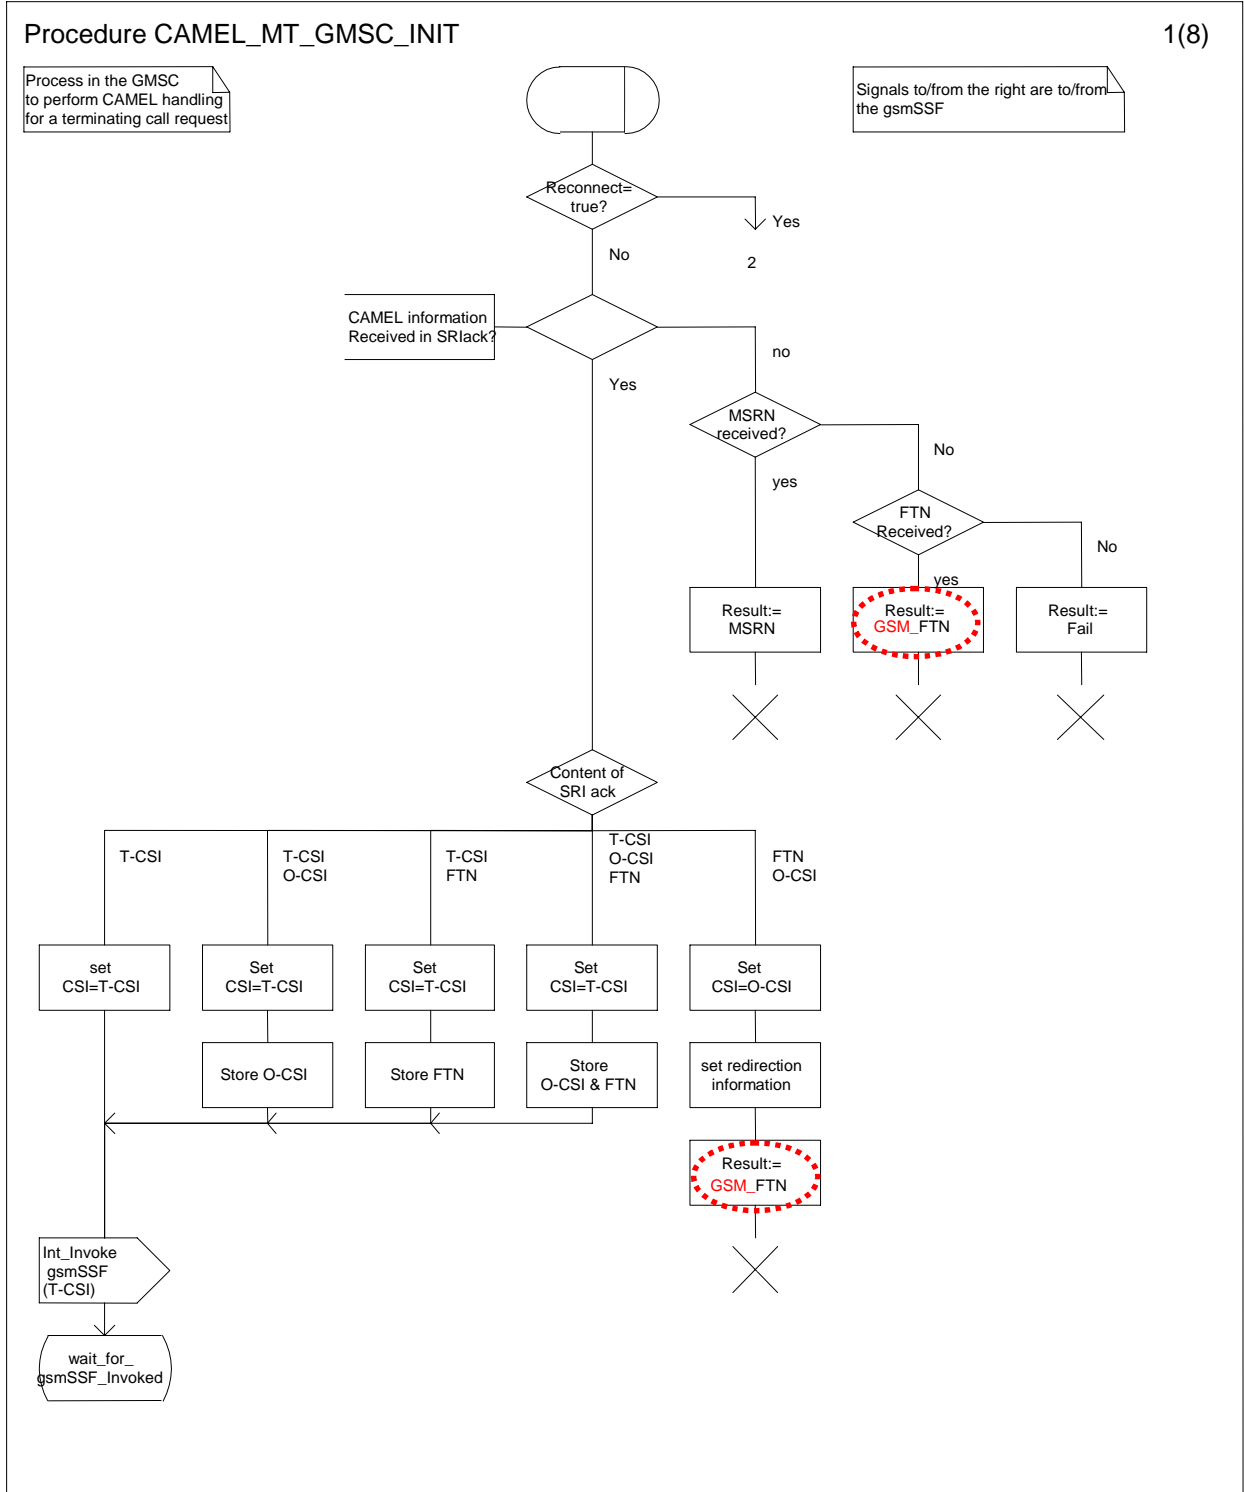 Procedure CAMEL_MT_GMSC_INIT
1(8)
Process in the GMSC
to perform CAMEL handling
for a terminating call request
Signals to/from the right are to/from
the gsmSSF
Reconnect=
true?
Yes
No
2
CAMEL information
Received in SRIack?
no
Yes
MSRN
received?
No
yes
FTN
Received?
No
yes
Result:=
MSRN
Result:=
GSM_FTN
Result:=
Fail
Content of
SRI ack
T-CSI
T-CSI
O-CSI
T-CSI
FTN
T-CSI
O-CSI
FTN
FTN
O-CSI
set
CSI=T-CSI
Set
CSI=T-CSI
Set
CSI=T-CSI
Set
CSI=T-CSI
Set
CSI=O-CSI
Store O-CSI
Store FTN
Store
O-CSI & FTN
set redirection
information
Result:=
GSM_FTN
Int_Invoke
gsmSSF
(T-CSI)
wait_for_
gsmSSF_Invoked